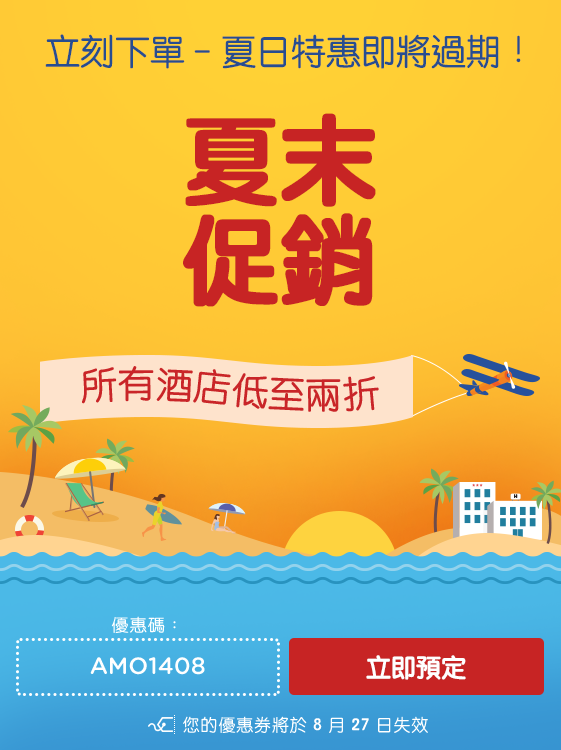 立刻下單 – 夏日特惠即將過期！
夏末
促銷
所有酒店低至兩折
H
優惠碼：
AMO1408
立即預定
您的優惠券將於 8 月 27 日失效